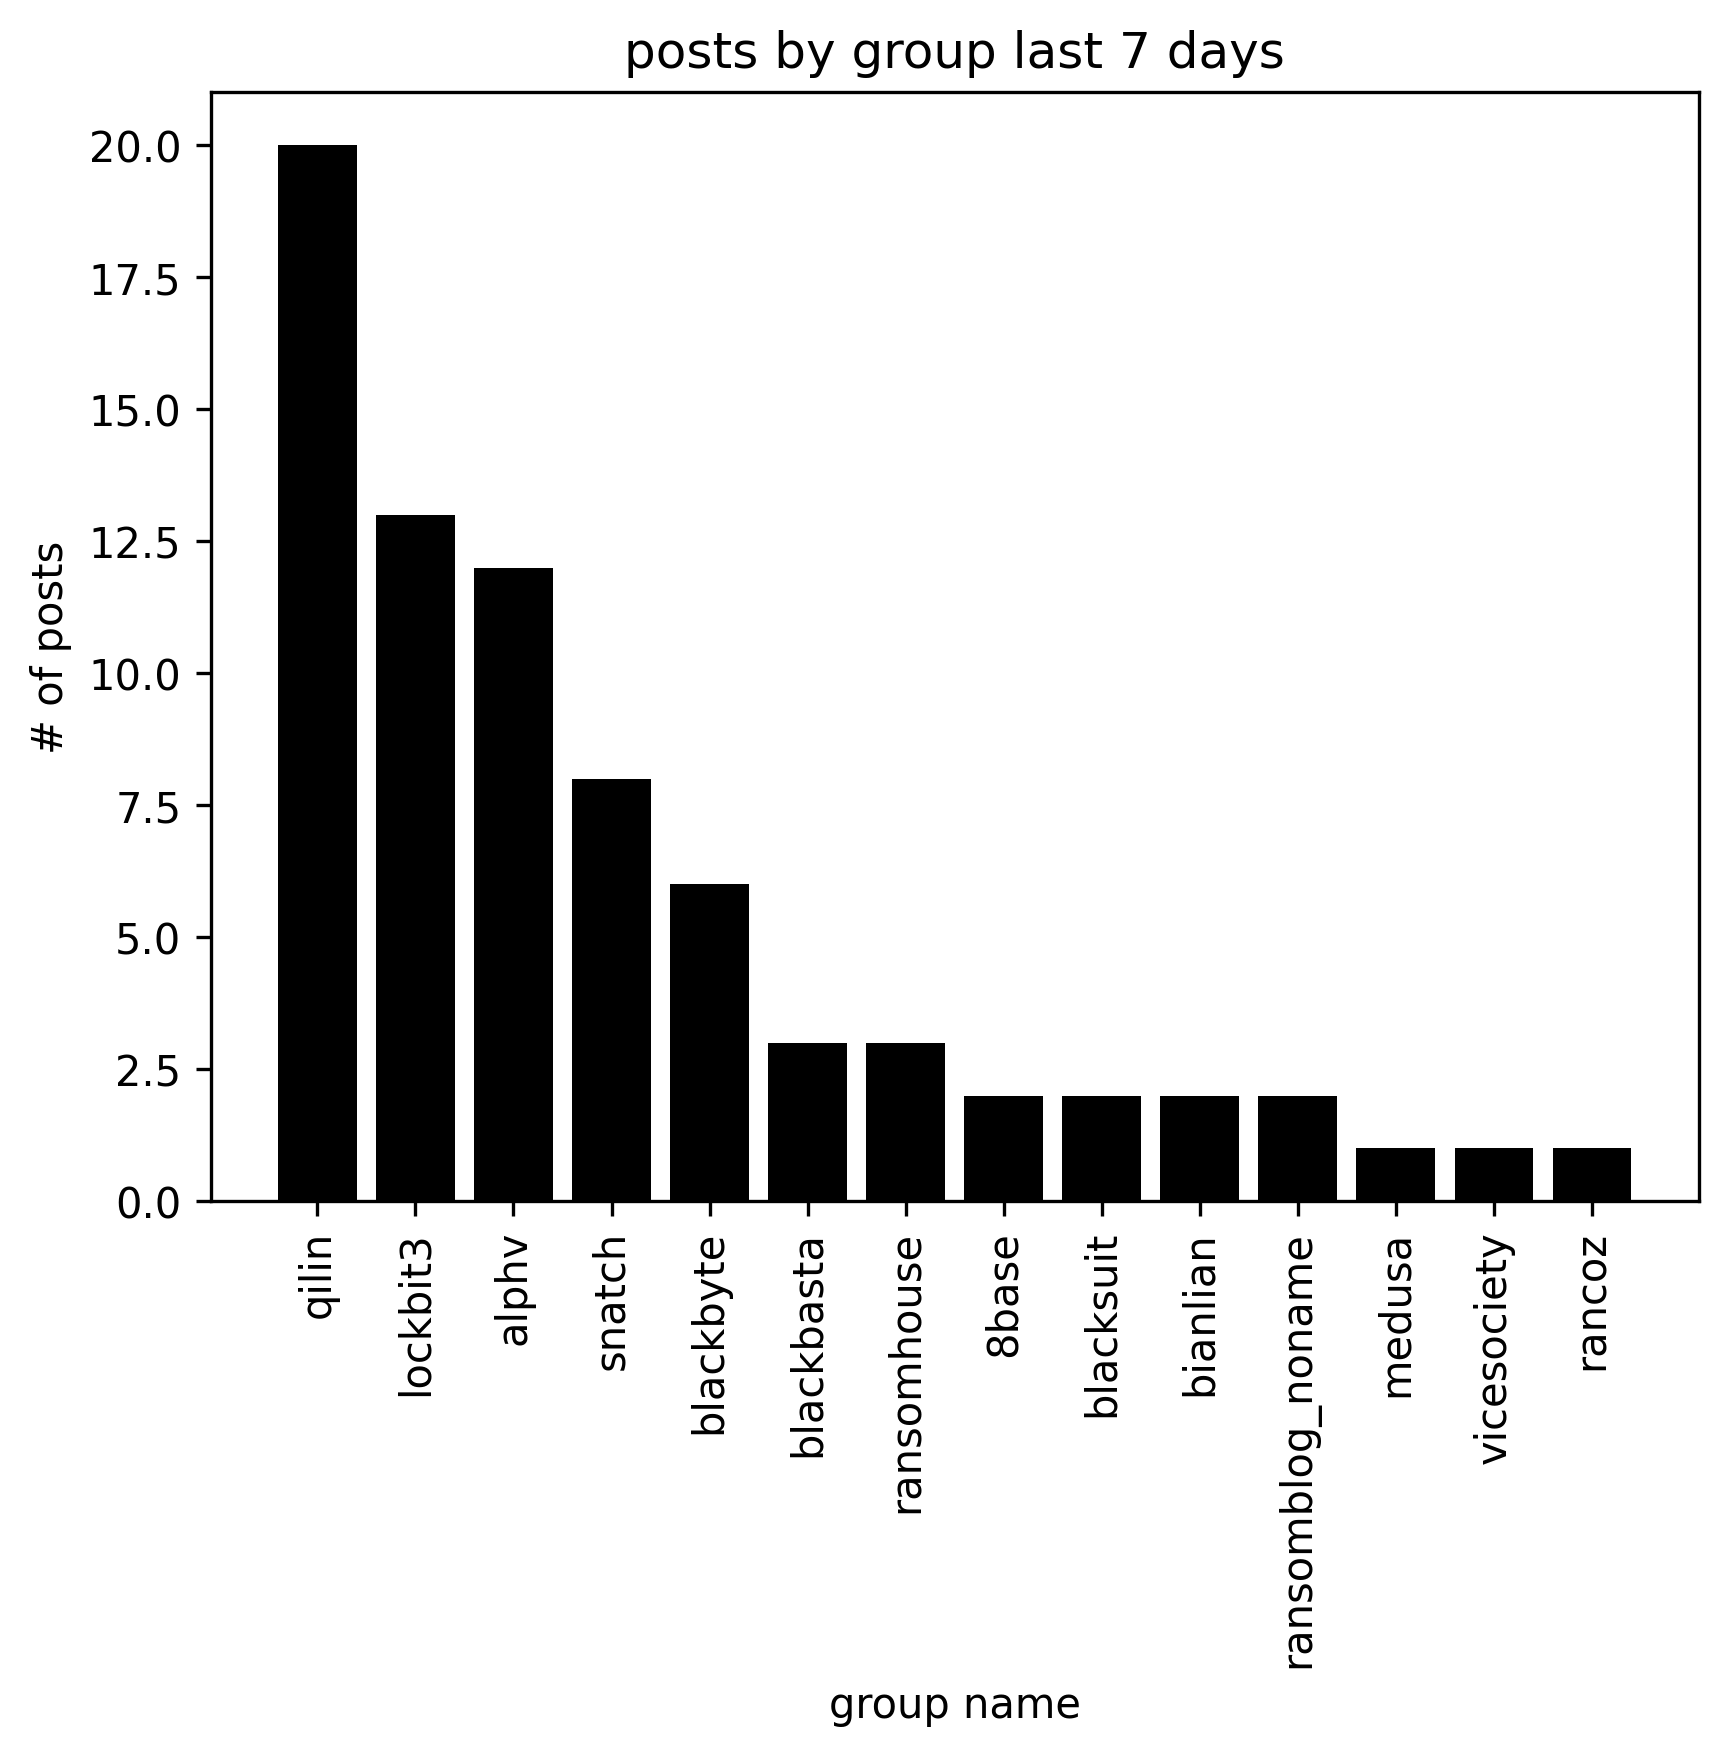 posts by group last 7 days
20.0
17.5
15.0
12.5
10.0
7.5
5.0
2.5
0.0
# of posts
qilin
lockbit3
alphv
snatch
blackbyte
blackbasta
ransomhouse
8base
blacksuit
bianlian
ransomblog_noname
medusa
vicesociety
rancoz
group name